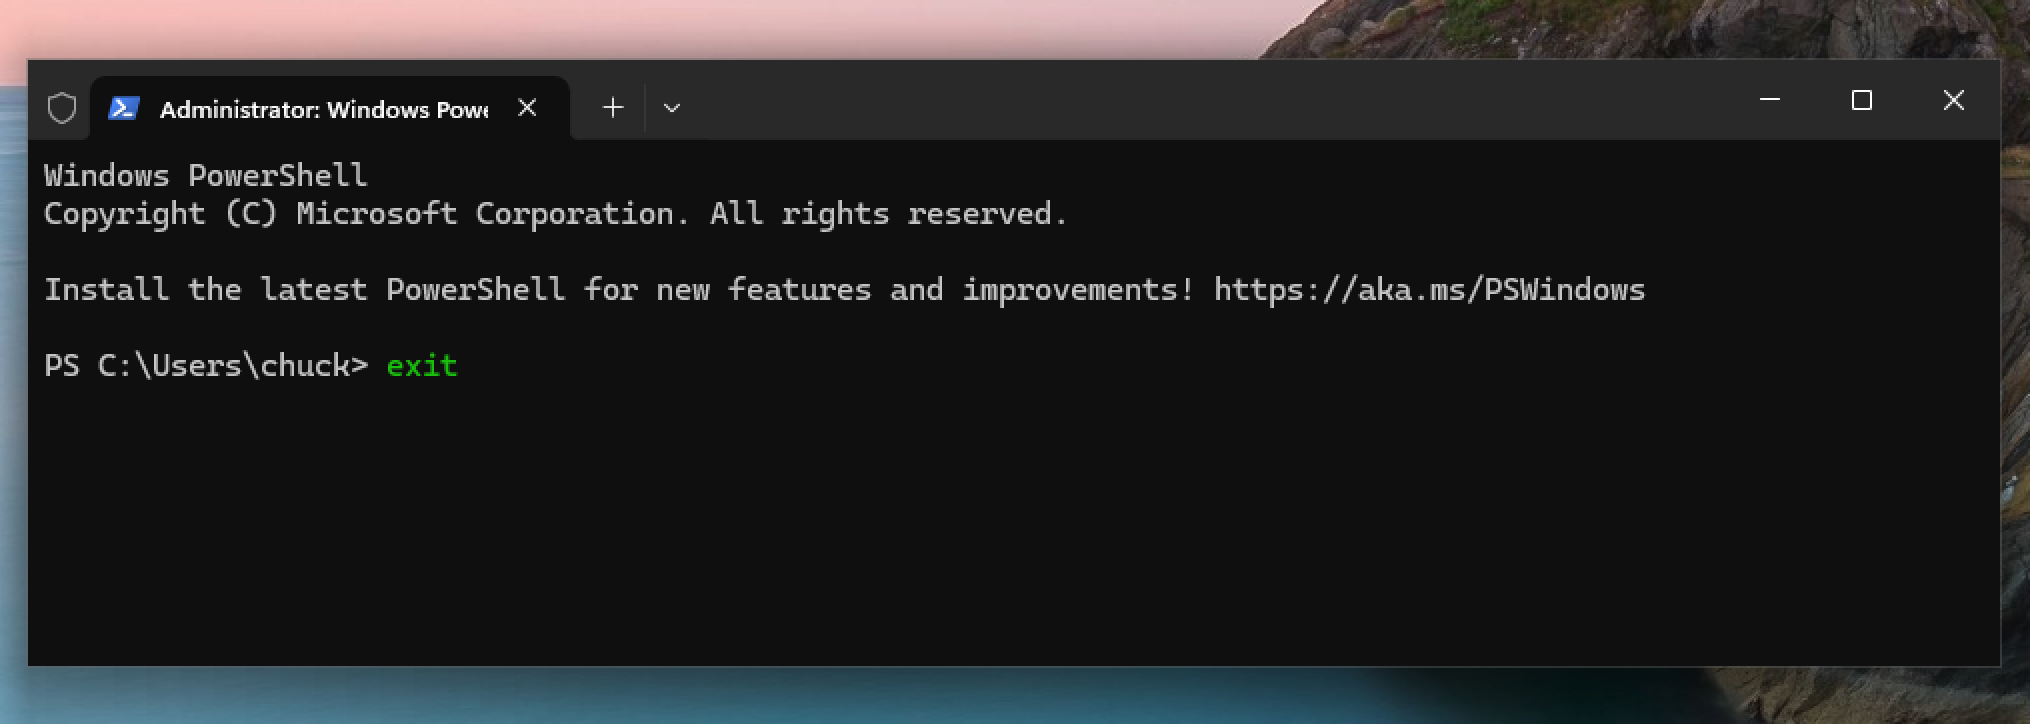 Administrator: Windows Powe
Windows PowerShell
Copyright (C) Microsoft Corporation. All rights reserved.
Install the latest PowerShell for new features and improvements! https://aka.ms/PSWindows
PS C:\Users\chuck> exit